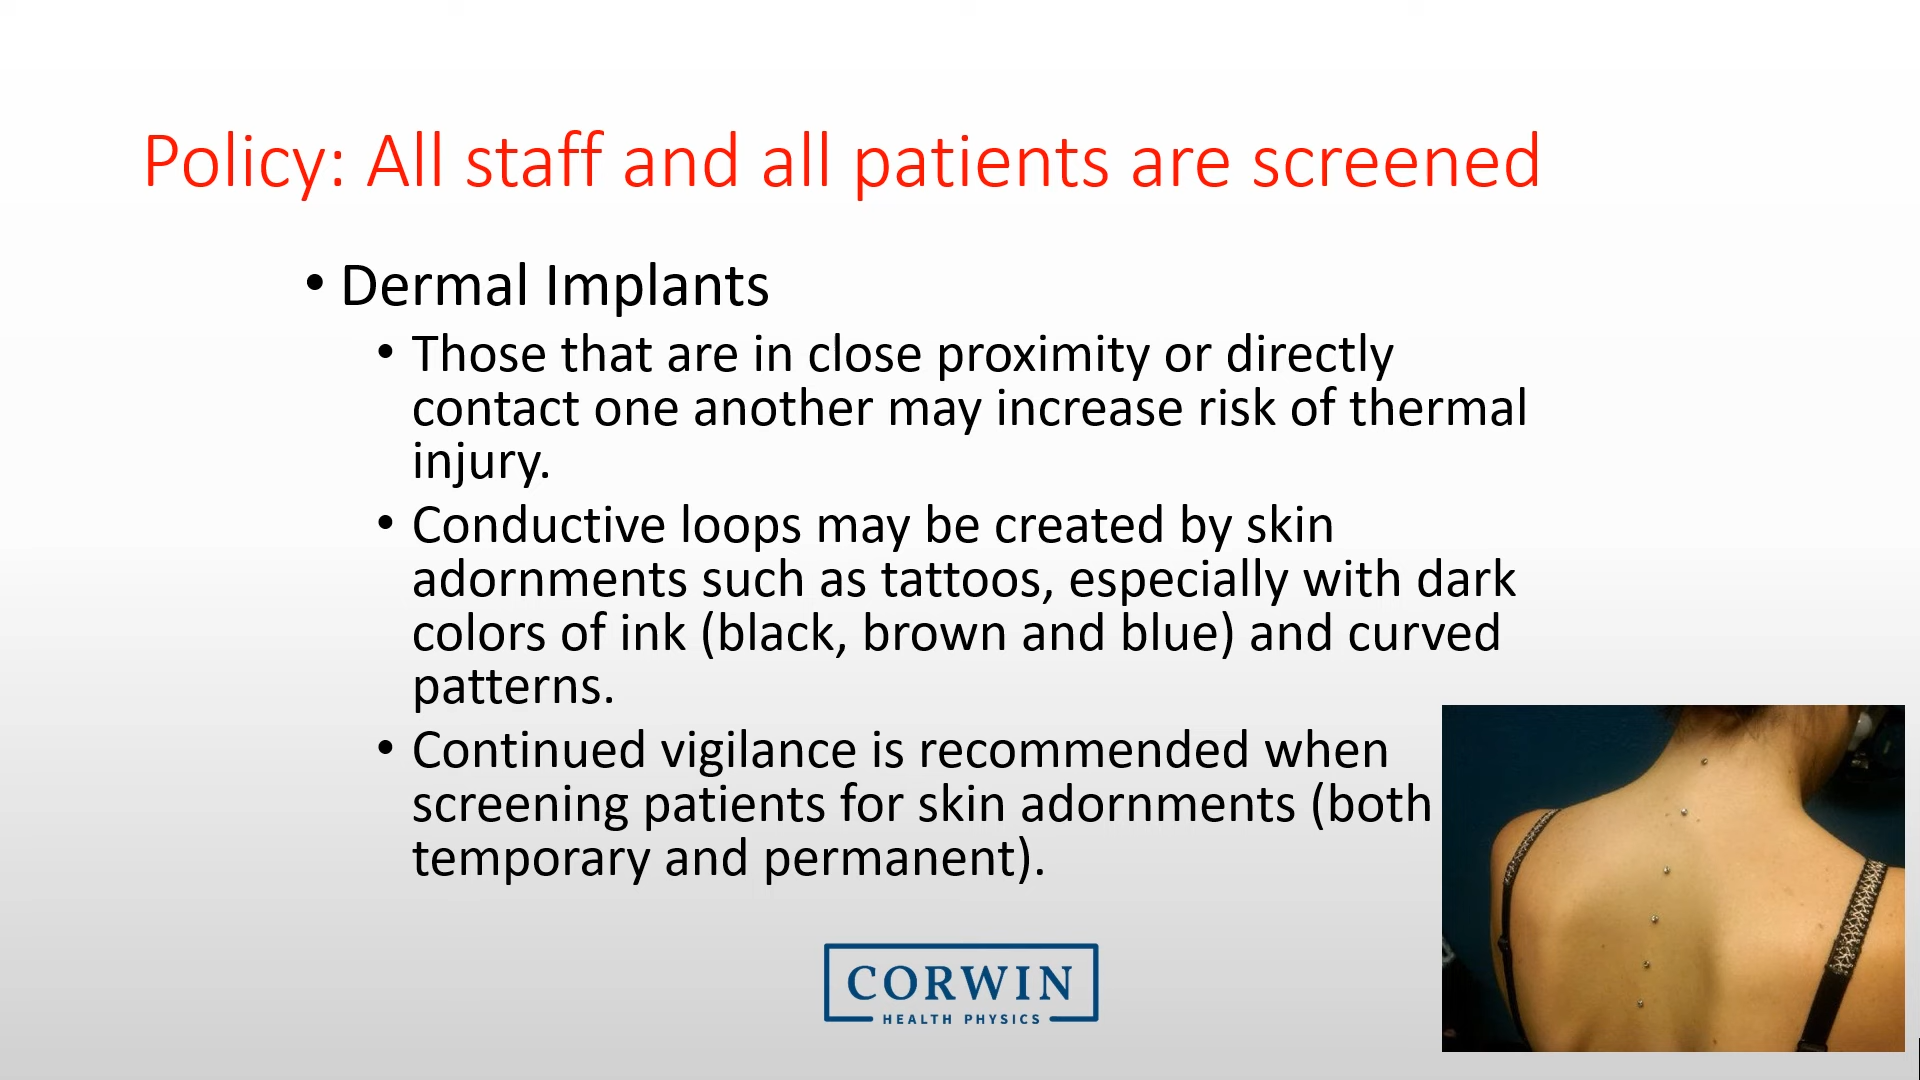 Policy: All staff and all patients are screened
• Dermal Implants
• Those that are in close proximity or directly
contact one another may increase risk of thermal
injury.
• Conductive loops may be created by skin
adornments such as tattoos, especially with dark
colors of ink (black, brown and blue) and curved
patterns.
• Continued vigilance is recommended when
screening patients for skin adornments (both
temporary and permanent).
CORWIN
HEALTH PHYSICS